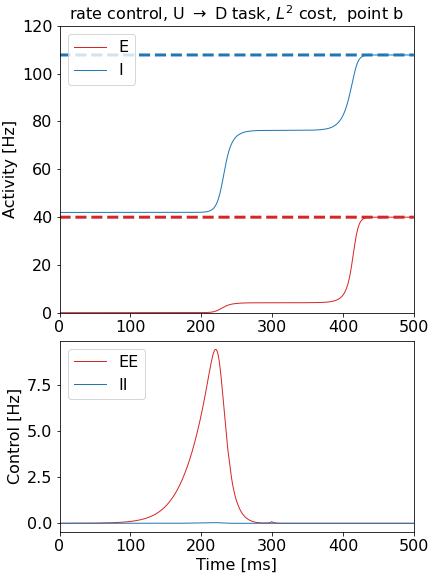 rate control, U → D task, L² cost, point b
120
100
80
60
40
20
0
Activity [Hz]
E
I
0 100 200 300 400 500
7.5
5.0
2.5
0.0
Control [Hz]
EE
II
0 100 200 300 400 500
Time [ms]